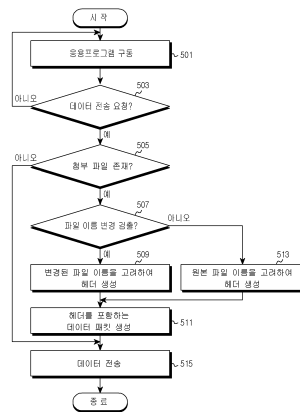 시 작
응용프로그램 구동
501
503
데이터 전송 요청?
아니오
예
505
첨부 파일 존재?
아니오
예
507
파일 이름 변경 검출?
아니오
예
509
변경된 파일 이름을 고려하여
헤더 생성
513
원본 파일 이름을 고려하여
헤더 생성
헤더를 포함하는
데이터 패킷 생성
511
데이터 전송
515
종 료